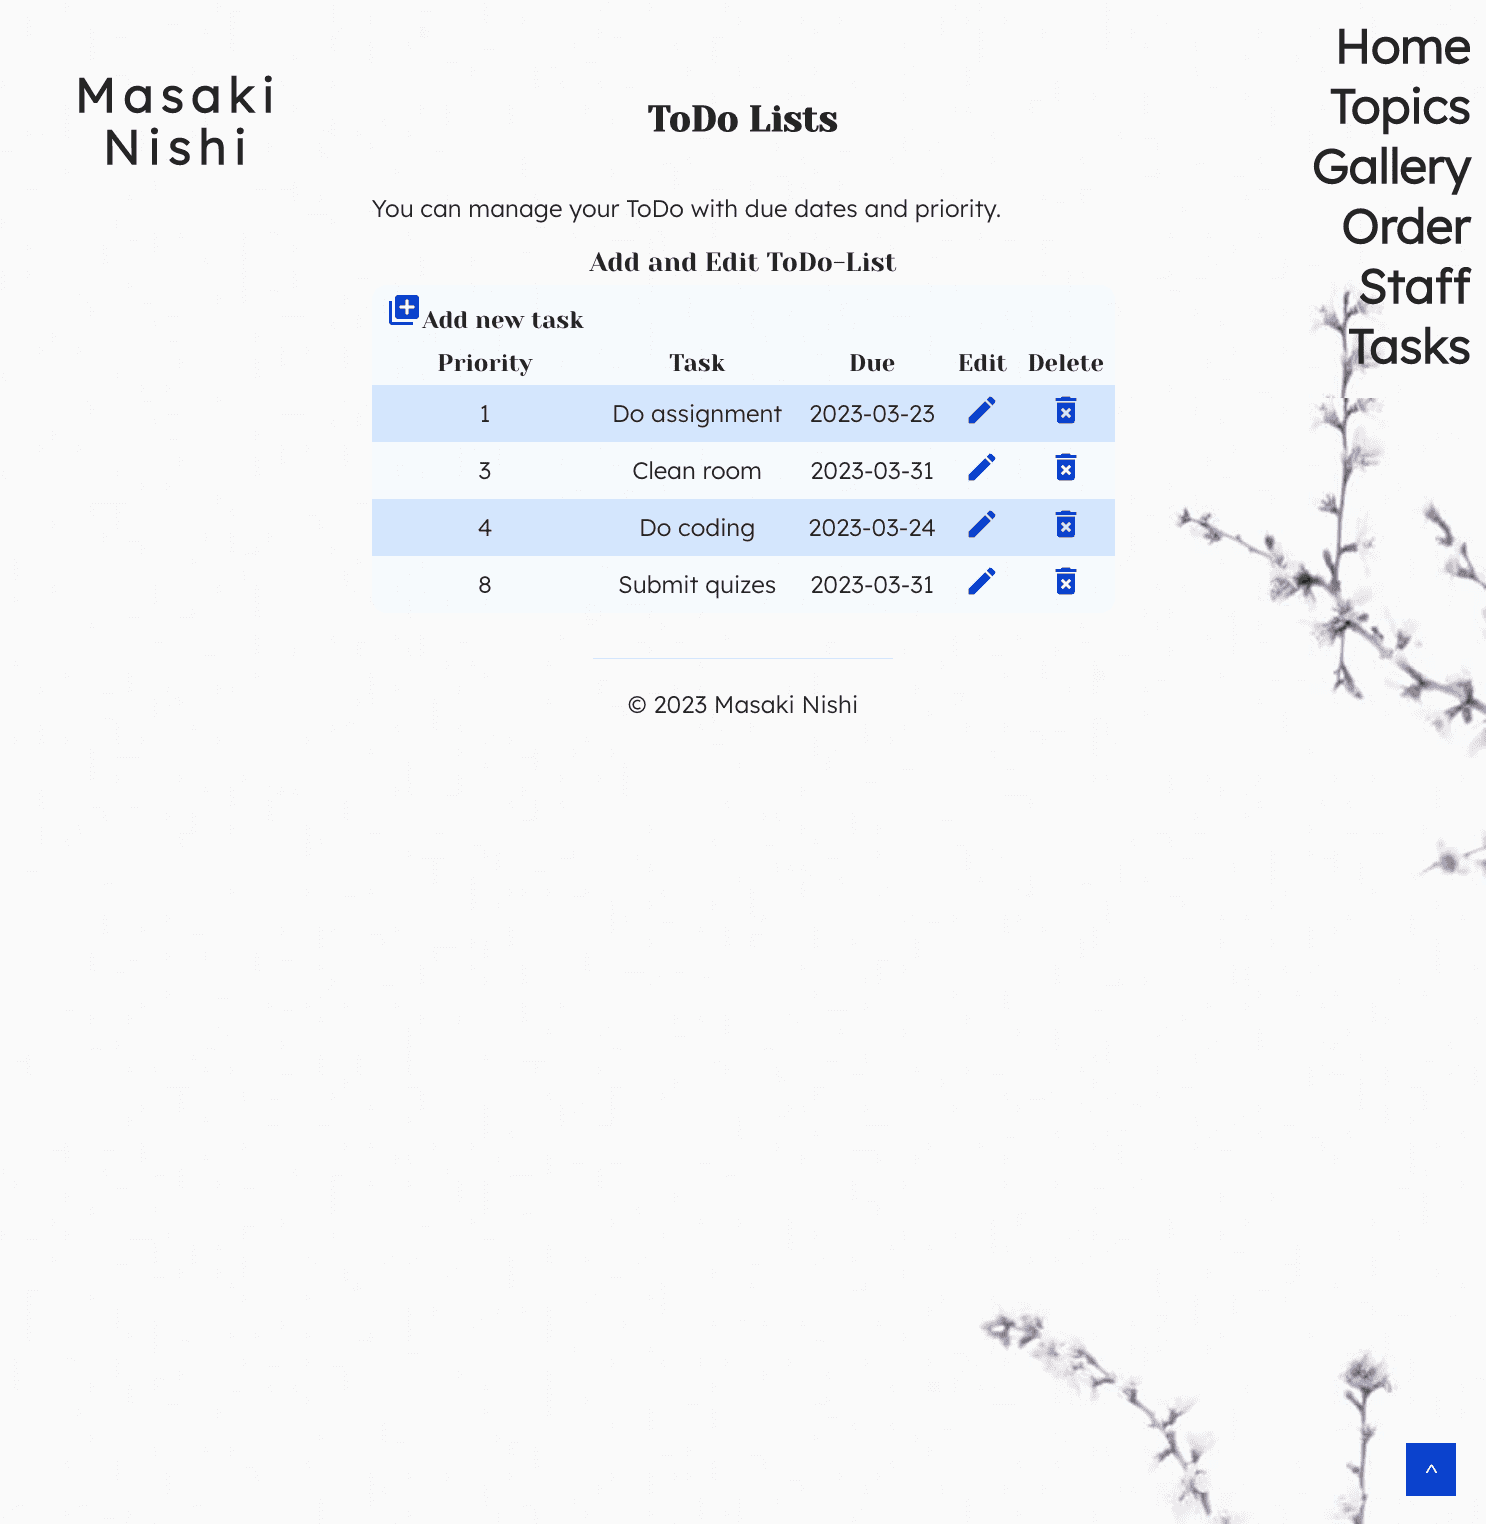 Masaki
Nishi
Home
Topics
Gallery
Order
Staff
Tasks
ToDo Lists
You can manage your ToDo with due dates and priority.
Add and Edit ToDo-List
Add new task
Priority Task Due Edit Delete
1 Do assignment 2023-03-23
3 Clean room 2023-03-31
4 Do coding 2023-03-24
8 Submit quizes 2023-03-31
© 2023 Masaki Nishi
^